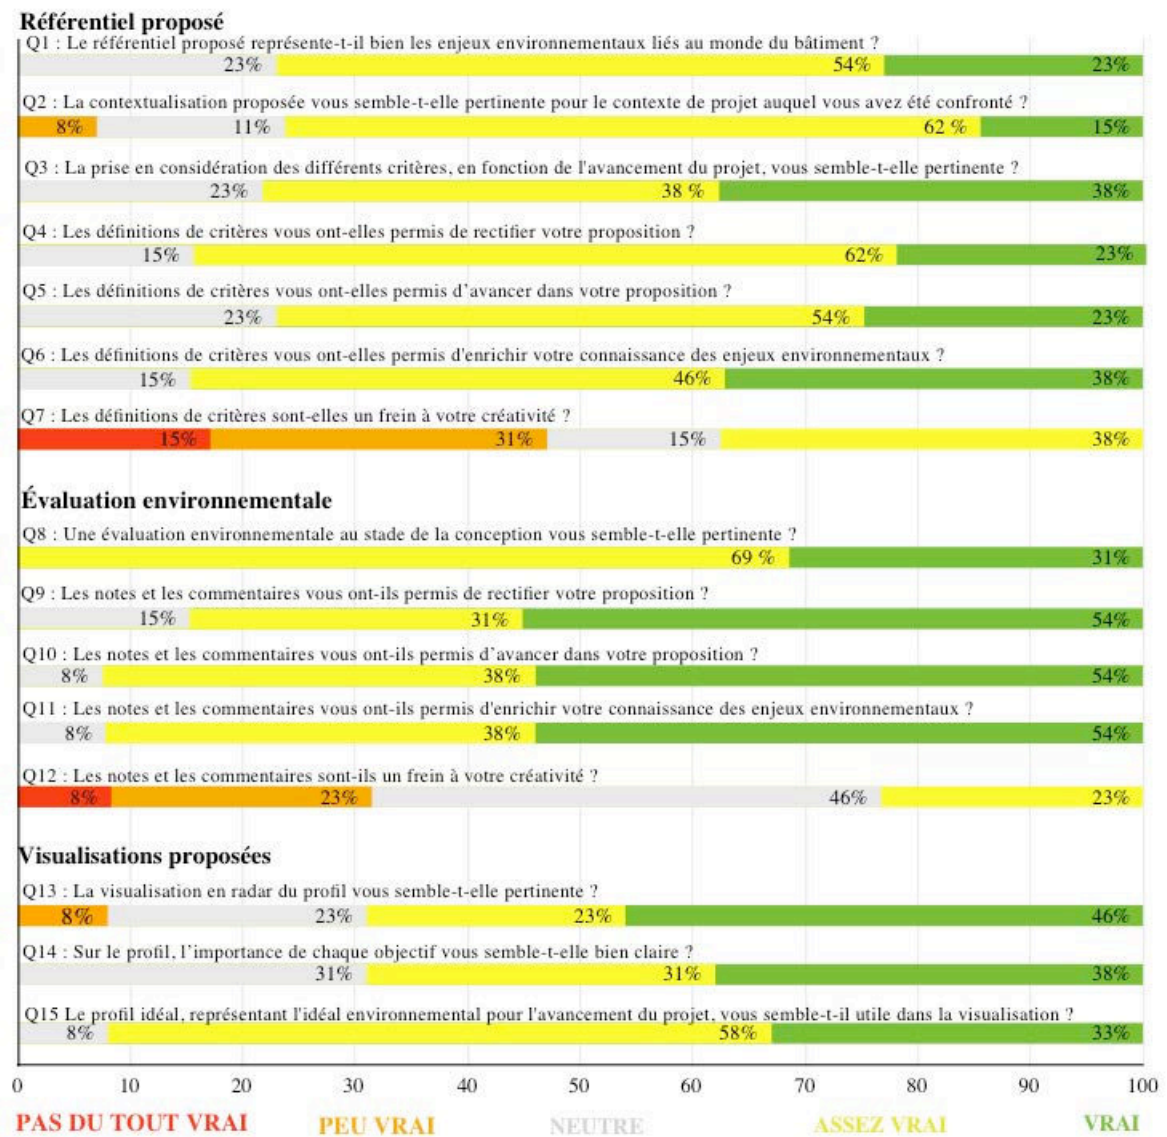 Référentiel proposé
Q1 : Le référentiel proposé représente-t-il bien les enjeux environnementaux liés au monde du bâtiment ?
23% 54% 23%
Q2 : La contextualisation proposée vous semble-t-elle pertinente pour le contexte de projet auquel vous avez été confronté ?
8% 11% 62 % 15%
Q3 : La prise en considération des différents critères, en fonction de l'avancement du projet, vous semble-t-elle pertinente ?
23% 38 % 38%
Q4 : Les définitions de critères vous ont-elles permis de rectifier votre proposition ?
15% 62% 23%
Q5 : Les définitions de critères vous ont-elles permis d'avancer dans votre proposition ?
23% 54% 23%
Q6 : Les définitions de critères vous ont-elles permis d'enrichir votre connaissance des enjeux environnementaux ?
15% 46% 38%
Q7 : Les définitions de critères sont-elles un frein à votre créativité ?
15% 31% 15% 38%
Évaluation environnementale
Q8 : Une évaluation environnementale au stade de la conception vous semble-t-elle pertinente ?
69 % 31%
Q9 : Les notes et les commentaires vous ont-ils permis de rectifier votre proposition ?
15% 31% 54%
Q10 : Les notes et les commentaires vous ont-ils permis d'avancer dans votre proposition ?
8% 38% 54%
Q11 : Les notes et les commentaires vous ont-ils permis d'enrichir votre connaissance des enjeux environnementaux ?
8% 38% 54%
Q12 : Les notes et les commentaires sont-ils un frein à votre créativité ?
8% 23% 46% 23%
Visualisations proposées
Q13 : La visualisation en radar du profil vous semble-t-elle pertinente ?
8% 23% 23% 46%
Q14 : Sur le profil, l'importance de chaque objectif vous semble-t-elle bien claire ?
31% 31% 38%
Q15 Le profil idéal, représentant l'idéal environnemental pour l'avancement du projet, vous semble-t-il utile dans la visualisation ?
8% 58% 33%
0 10 20 30 40 50 60 70 80 90 100
PAS DU TOUT VRAI PEU VRAI NEUTRE ASSEZ VRAI VRAI